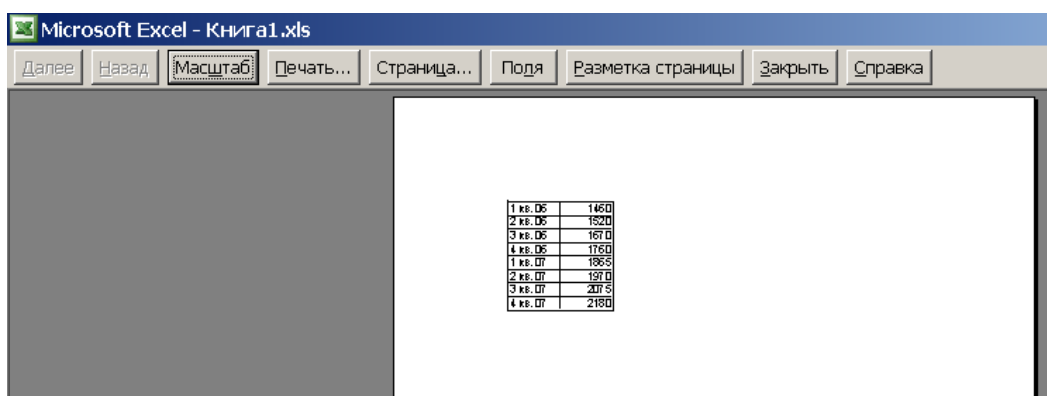 Microsoft Excel - Книга1.xls
Далее Назад Масштаб Печать... Страница... Поля Разметка страницы Закрыть Справка
1 кв.06 1460
2 кв.06 1520
3 кв.06 1670
4 кв.06 1760
1 кв.07 1865
2 кв.07 1970
3 кв.07 2075
4 кв.07 2180